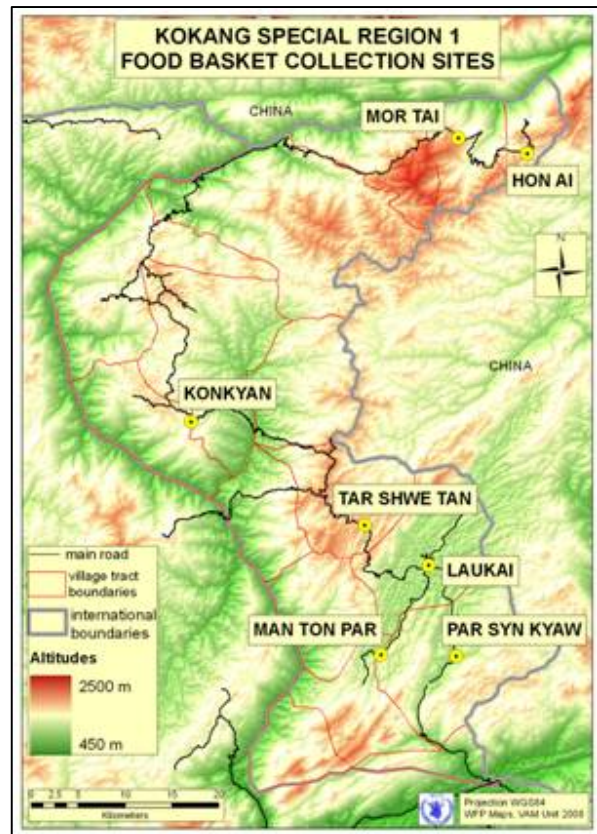 KOKANG SPECIAL REGION 1
FOOD BASKET COLLECTION SITES
CHINA
MOR TAI
HON AI
N
CHINA
KONKYAN
TAR SHWE TAN
LAUKAI
MAN TON PAR
PAR SYN KYAW
main road
village tract
boundaries
international
boundaries
Altitudes
2500 m
450 m
0 2.5 5 10 15 20
Kilometers
Projection WGS84
WFP Maps, VAM Unit 2008